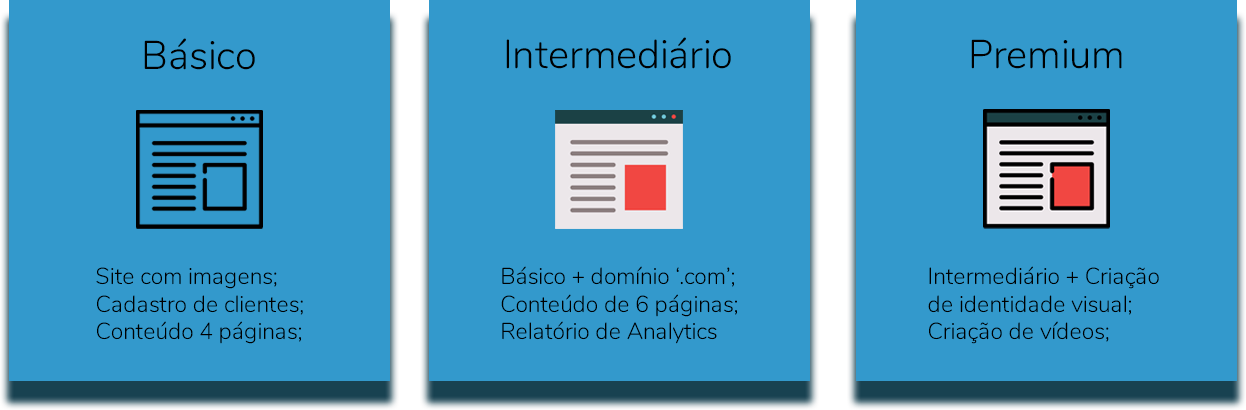 Básico
Site com imagens;
Cadastro de clientes;
Conteúdo 4 páginas;
Intermediário
Básico + domínio ‘.com’;
Conteúdo de 6 páginas;
Relatório de Analytics
Premium
Intermediário + Criação
de identidade visual;
Criação de vídeos;